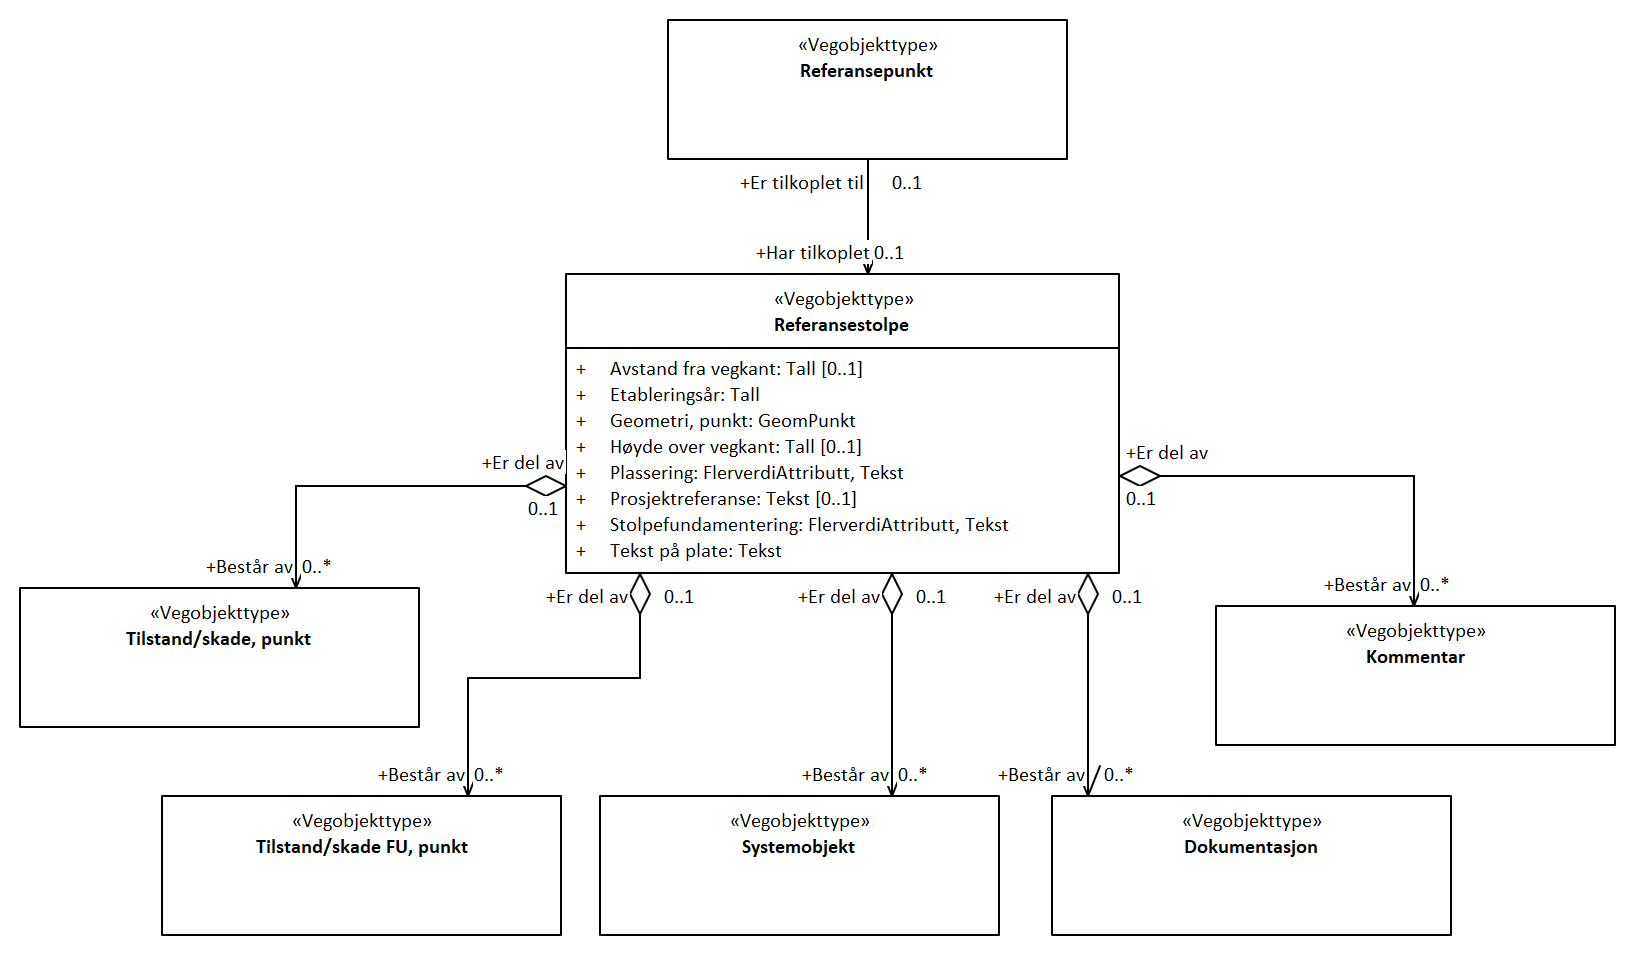 «Vegobjekttype»
Referansepunkt
+Er tilkoplet til 0..1
+Har tilkoplet 0..1
«Vegobjekttype»
Referansestolpe
+ Avstand fra vegkant: Tall [0..1]
+ Etableringsår: Tall
+ Geometri, punkt: GeomPunkt
+ Høyde over vegkant: Tall [0..1]
+ Plassering: FlerverdiAttributt, Tekst
+ Prosjektreferanse: Tekst [0..1]
+ Stolpefundamentering: FlerverdiAttributt, Tekst
+ Tekst på plate: Tekst
+Er del av
0..1
+Består av 0..*
«Vegobjekttype»
Tilstand/skade, punkt
+Er del av
0..1
+Består av 0..*
«Vegobjekttype»
Kommentar
+Er del av 0..1
+Består av 0..*
«Vegobjekttype»
Tilstand/skade FU, punkt
+Er del av 0..1
+Består av 0..*
«Vegobjekttype»
Systemobjekt
+Er del av 0..1
+Består av 0..*
«Vegobjekttype»
Dokumentasjon